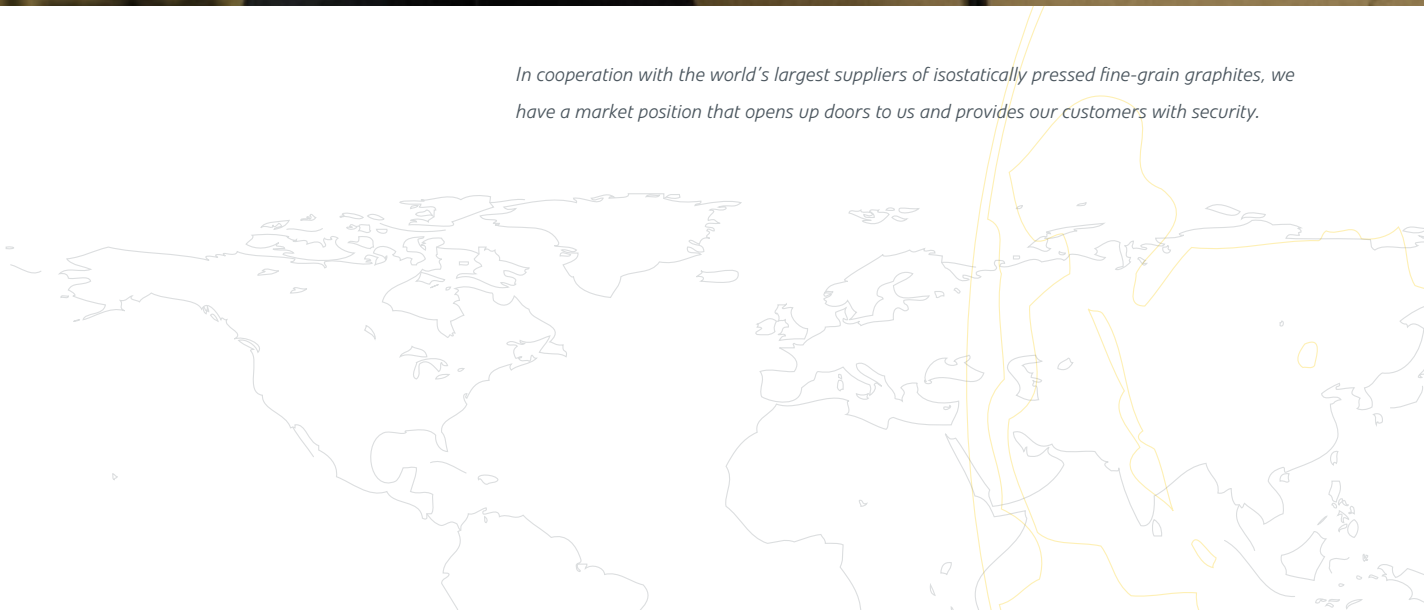 In cooperation with the world's largest suppliers of isostatically pressed fine-grain graphites, we
have a market position that opens up doors to us and provides our customers with security.